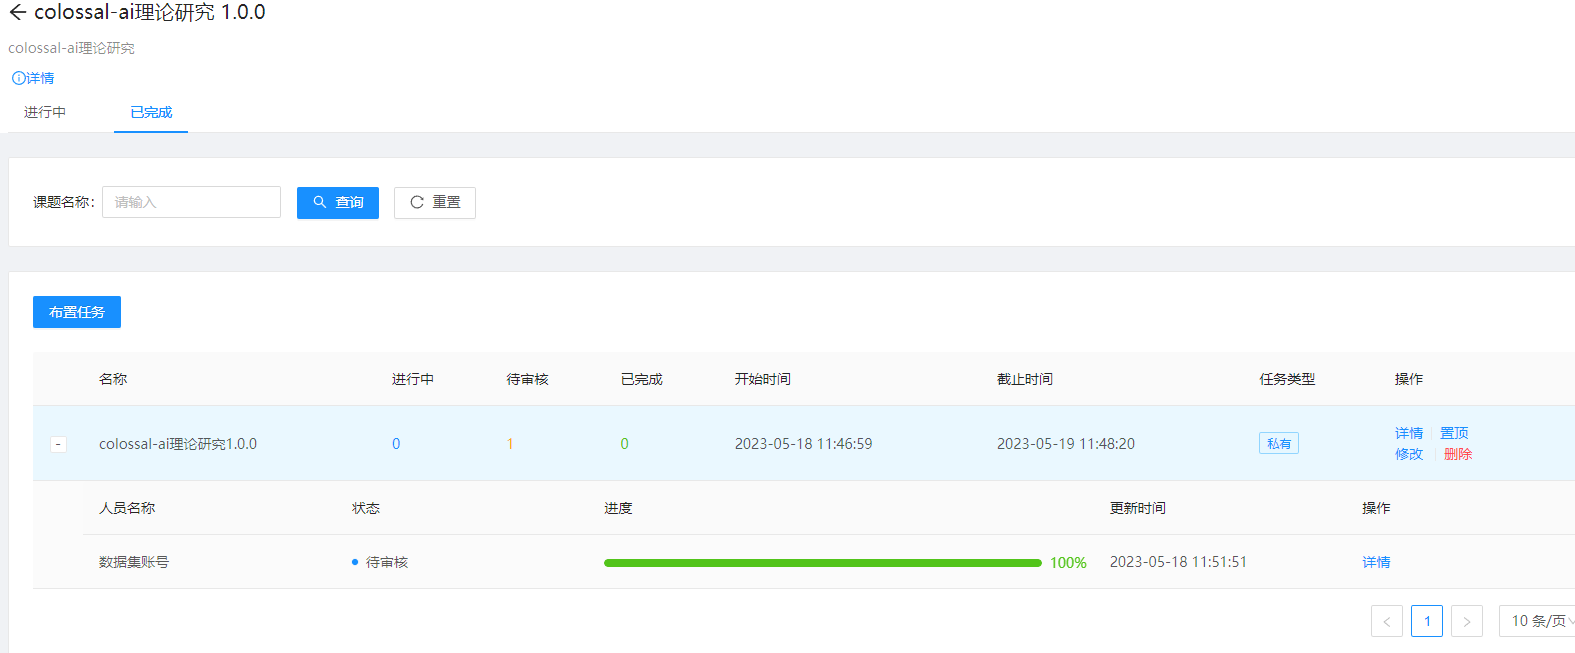 colossal-ai理论研究 1.0.0
colossal-ai理论研究
详情
进行中 已完成
课题名称: 请输入 查询 重置
布置任务
名称 进行中 待审核 已完成 开始时间 截止时间 任务类型 操作
- colossal-ai理论研究1.0.0 0 1 0 2023-05-18 11:46:59 2023-05-19 11:48:20 私有 详情 置顶
修改 删除
人员名称 状态 进度 更新时间 操作
数据集账号 待审核 100% 2023-05-18 11:51:51 详情
< 1 > 10 条/页